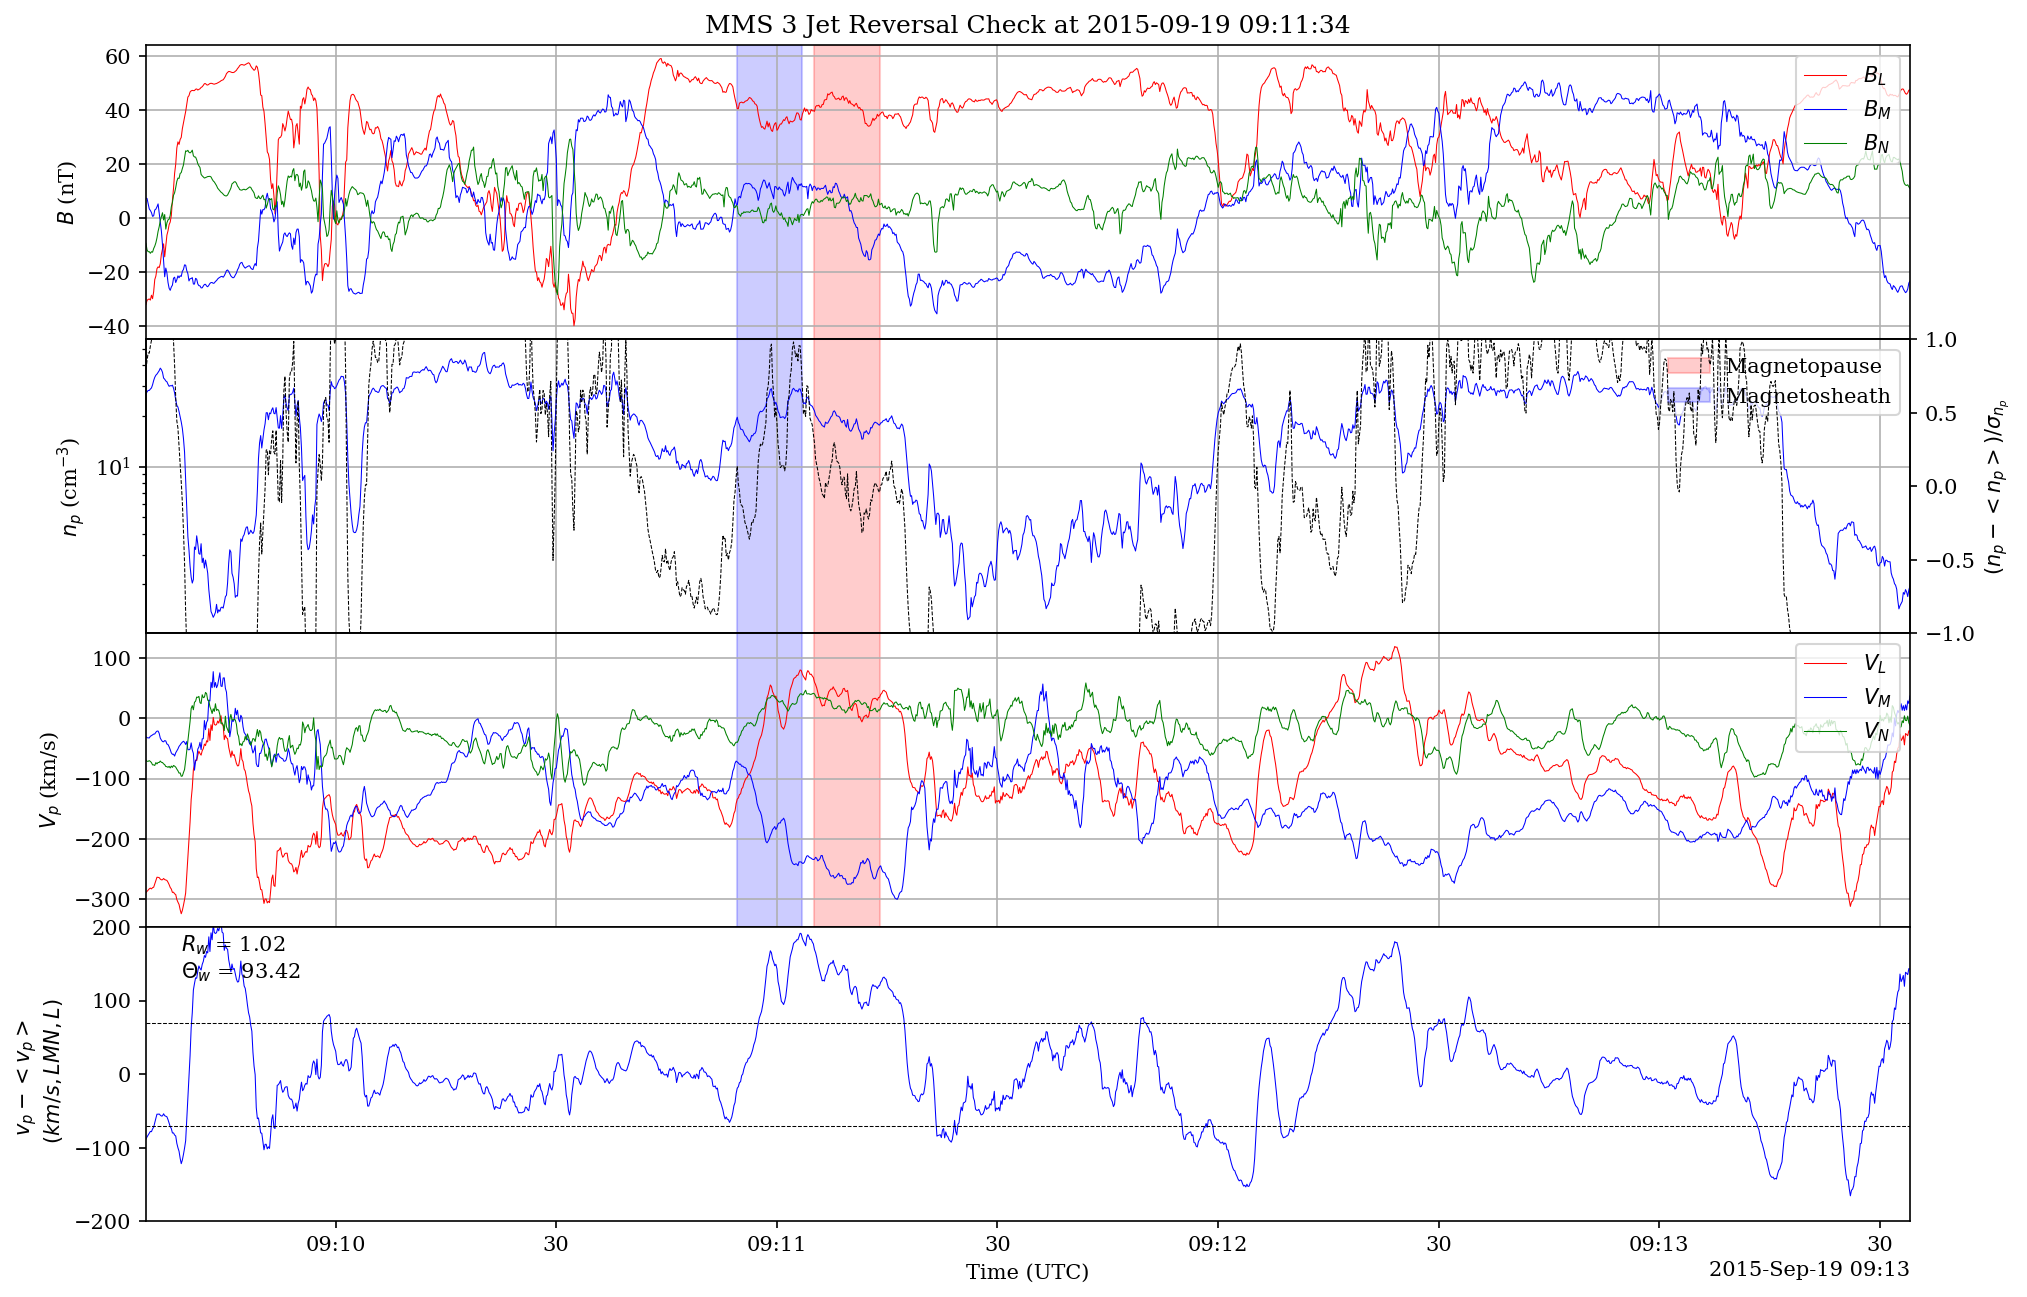 MMS 3 Jet Reversal Check at 2015-09-19 09:11:34
60
40
20
0
−20
−40
B (nT)
B_L
B_M
B_N
10^1
n_p (cm^−3)
1.0
0.5
0.0
−0.5
−1.0
(n_p − < n_p >)/σ_{n_p}
Magnetopause
Magnetosheath
100
0
−100
−200
−300
V_p (km/s)
V_L
V_M
V_N
200
100
0
−100
−200
v_p − < v_p >
(km/s, LMN, L)
R_w = 1.02
Θ_w = 93.42
09:10
30
09:11
30
09:12
30
09:13
30
Time (UTC)
2015-Sep-19 09:13